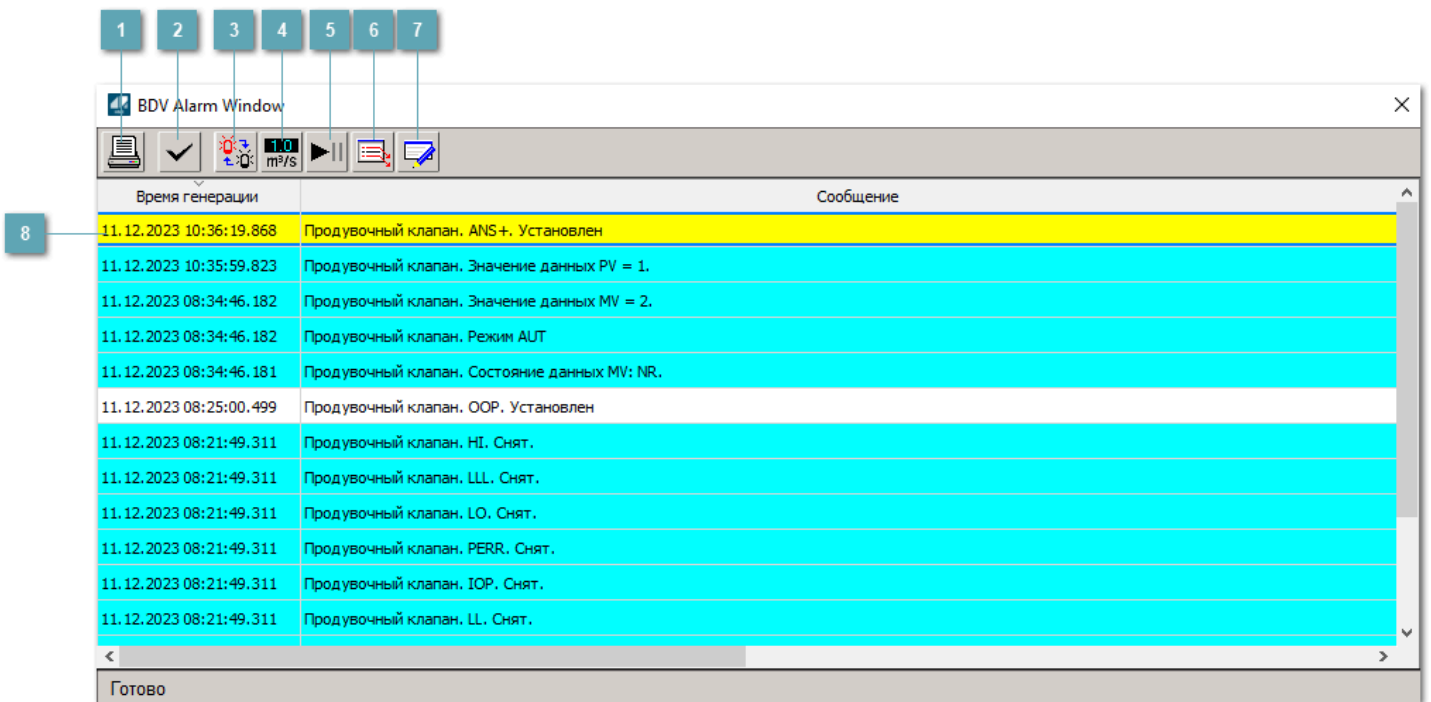 1 2 3 4 5 6 7
BDV Alarm Window
1.0
m³/s
Время генерации Сообщение
8
11.12.2023 10:36:19.868 Продувочный клапан. ANS+. Установлен
11.12.2023 10:35:59.823 Продувочный клапан. Значение данных PV = 1.
11.12.2023 08:34:46.182 Продувочный клапан. Значение данных MV = 2.
11.12.2023 08:34:46.182 Продувочный клапан. Режим AUT
11.12.2023 08:34:46.181 Продувочный клапан. Состояние данных MV: NR.
11.12.2023 08:25:00.499 Продувочный клапан. OOP. Установлен
11.12.2023 08:21:49.311 Продувочный клапан. HI. Снят.
11.12.2023 08:21:49.311 Продувочный клапан. LLL. Снят.
11.12.2023 08:21:49.311 Продувочный клапан. LO. Снят.
11.12.2023 08:21:49.311 Продувочный клапан. PERR. Снят.
11.12.2023 08:21:49.311 Продувочный клапан. IOP. Снят.
11.12.2023 08:21:49.311 Продувочный клапан. LL. Снят.
Готово